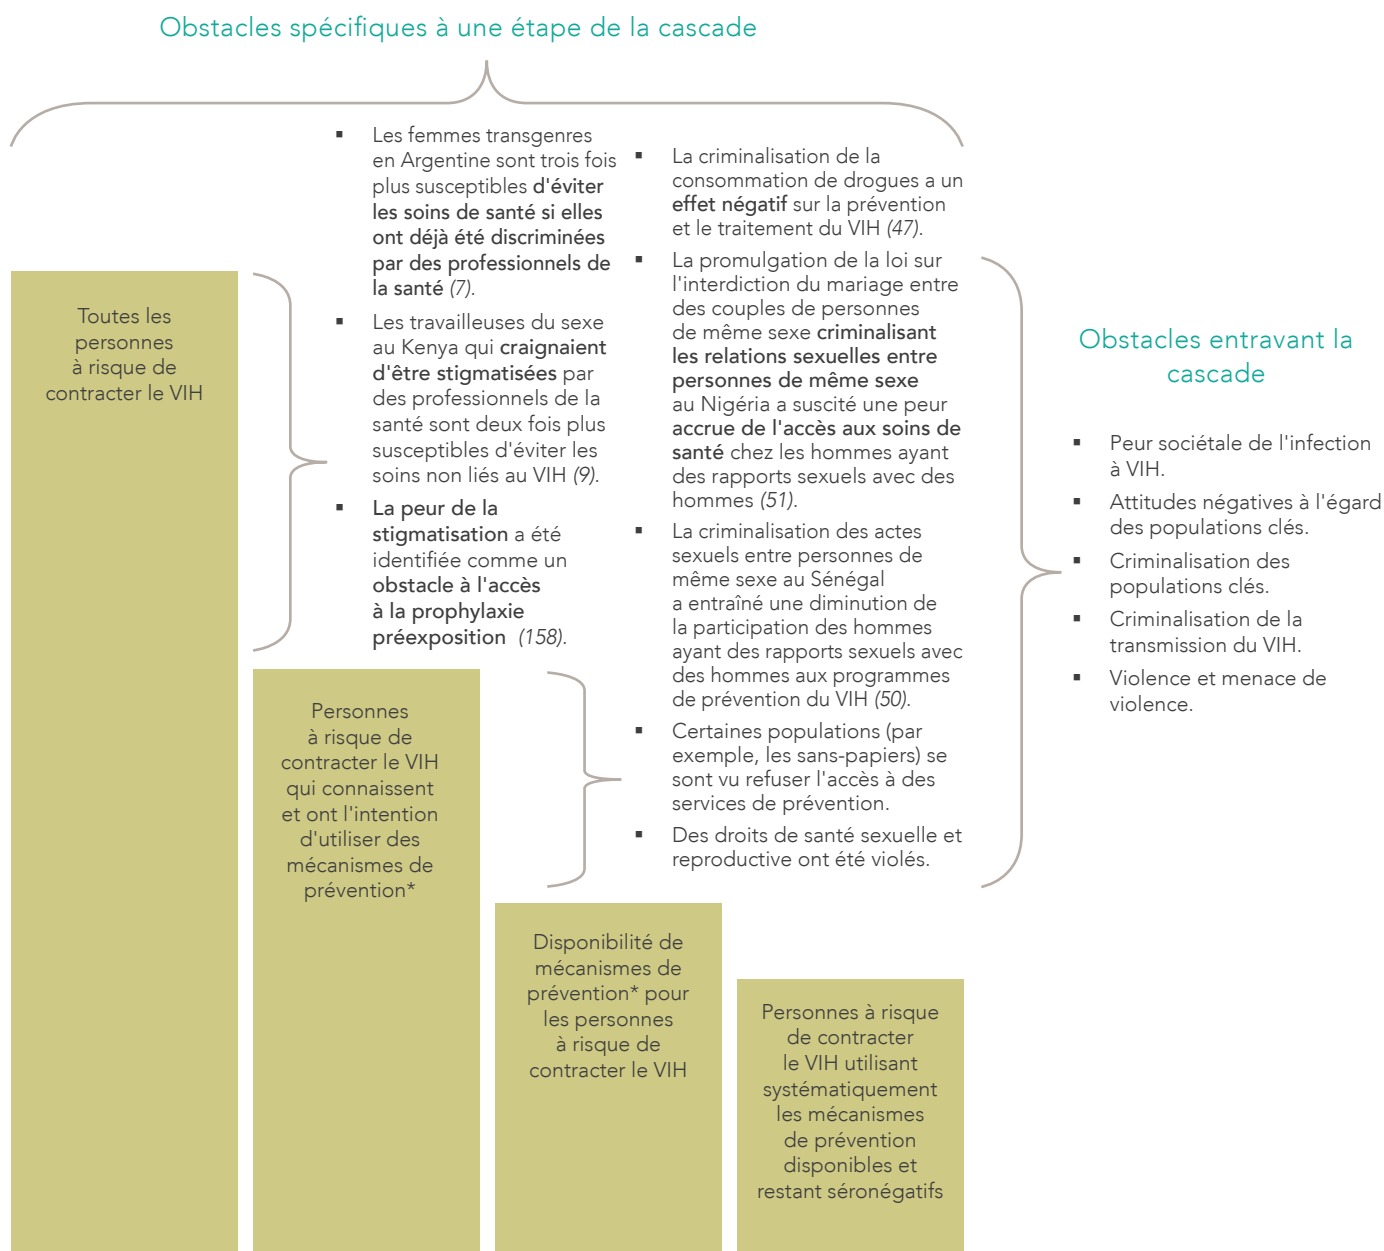 Obstacles spécifiques à une étape de la cascade
Toutes les
personnes
à risque de
contracter le VIH
▪ Les femmes transgenres
en Argentine sont trois fois
plus susceptibles d'éviter
les soins de santé si elles
ont déjà été discriminées
par des professionnels de
la santé (7).
▪ Les travailleuses du sexe
au Kenya qui craignaient
d'être stigmatisées par
des professionnels de la
santé sont deux fois plus
susceptibles d'éviter les
soins non liés au VIH (9).
▪ La peur de la
stigmatisation a été
identifiée comme un
obstacle à l'accès
à la prophylaxie
préexposition (158).
Personnes
à risque de
contracter le VIH
qui connaissent
et ont l'intention
d'utiliser des
mécanismes de
prévention*
▪ La criminalisation de la
consommation de drogues a un
effet négatif sur la prévention
et le traitement du VIH (47).
▪ La promulgation de la loi sur
l'interdiction du mariage entre
des couples de personnes
de même sexe criminalisant
les relations sexuelles entre
personnes de même sexe
au Nigéria a suscité une peur
accrue de l'accès aux soins de
santé chez les hommes ayant
des rapports sexuels avec des
hommes (51).
▪ La criminalisation des actes
sexuels entre personnes de
même sexe au Sénégal
a entraîné une diminution de
la participation des hommes
ayant des rapports sexuels avec
des hommes aux programmes
de prévention du VIH (50).
▪ Certaines populations (par
exemple, les sans-papiers) se
sont vu refuser l'accès à des
services de prévention.
▪ Des droits de santé sexuelle et
reproductive ont été violés.
Disponibilité de
mécanismes de
prévention* pour
les personnes
à risque de
contracter le VIH
Personnes à risque
de contracter
le VIH utilisant
systématiquement
les mécanismes
de prévention
disponibles et
restant séronégatifs
Obstacles entravant la
cascade
▪ Peur sociétale de l'infection
à VIH.
▪ Attitudes négatives à l'égard
des populations clés.
▪ Criminalisation des
populations clés.
▪ Criminalisation de la
transmission du VIH.
▪ Violence et menace de
violence.